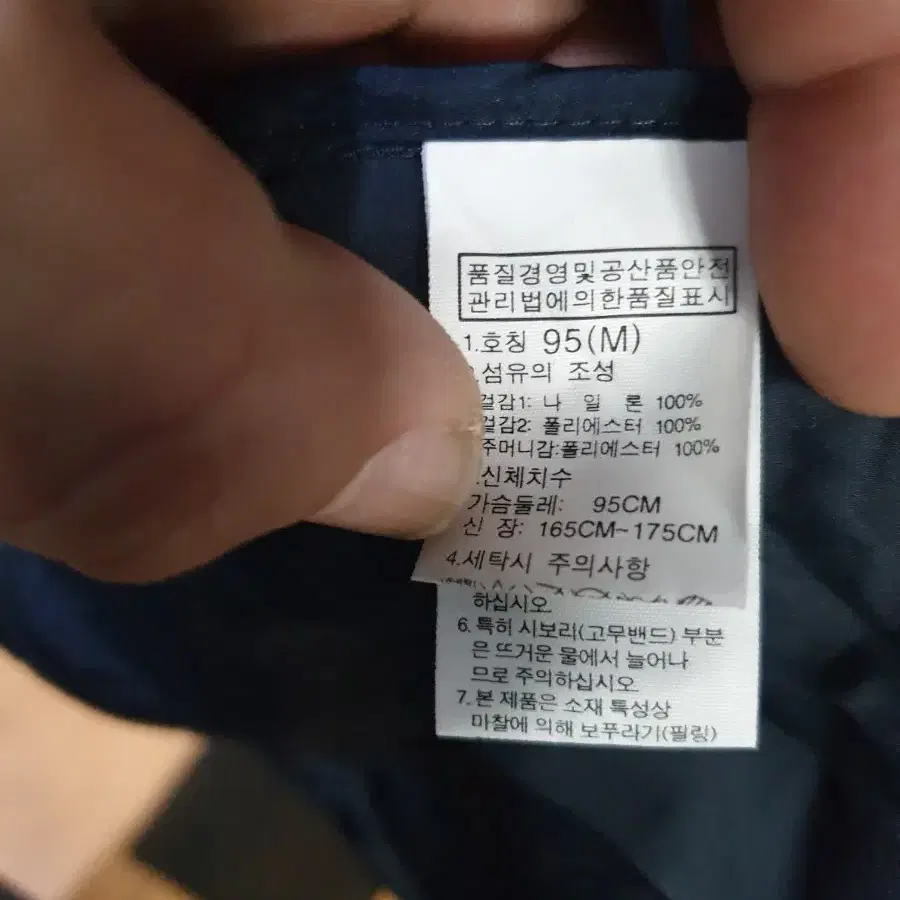 품질경영및공산품안전
관리법에의한품질표시
1.호칭 95(M)
.섬유의 조성
겉감1: 나 일 론 100%
겉감2: 폴리에스터 100%
주머니감:폴리에스터 100%
.신체치수
가슴둘레: 95CM
신 장: 165CM~175CM
4.세탁시 주의사항
하십시오
6. 특히 시보리(고무밴드) 부분
은 뜨거운 물에서 늘어나
므로 주의하십시오
7. 본 제품은 소재 특성상
마찰에 의해 보푸라기(필링)